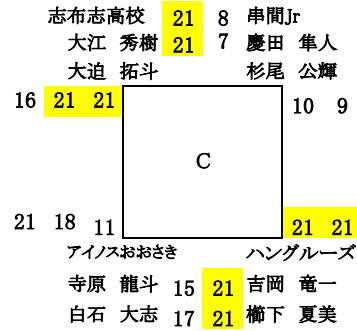 志布志高校 21 8 串間Jr
大江 秀樹 21 7 慶田 隼人
大迫 拓斗 杉尾 公輝
16 21 21 10 9
C
21 18 11 21 21
アイノスおおさき ハングルーズ
寺原 龍斗 15 21 吉岡 竜一
白石 大志 17 21 櫛下 夏美